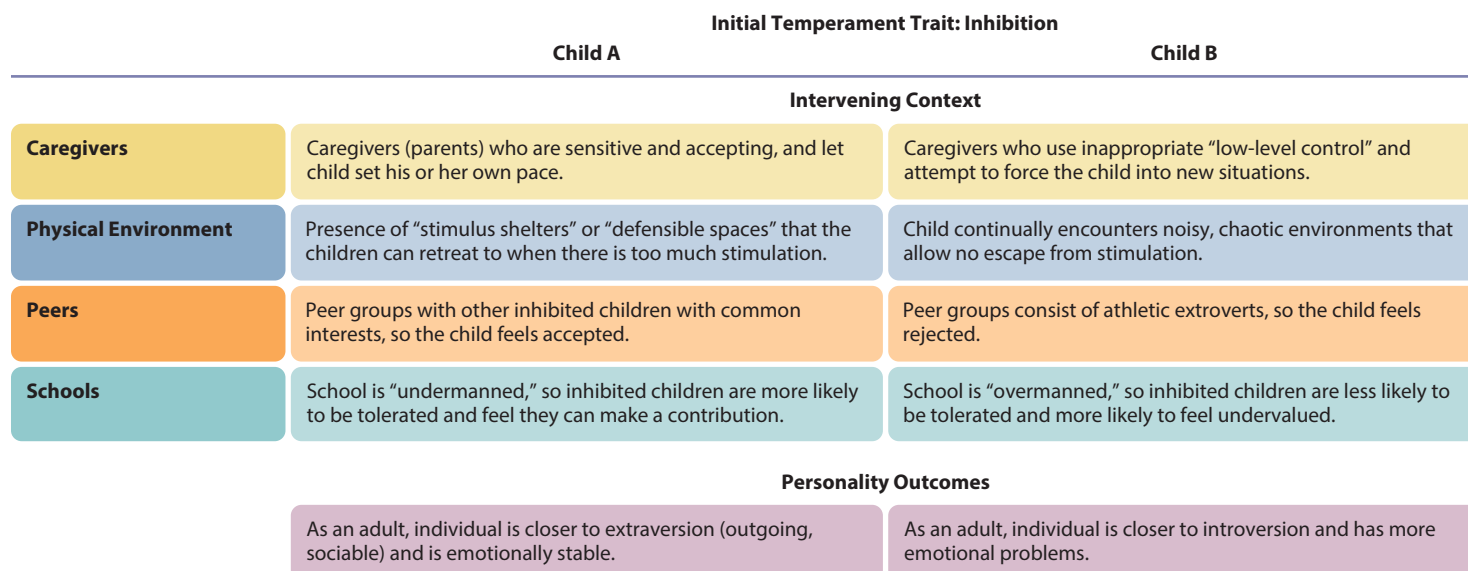 Initial Temperament Trait: Inhibition
Child A
Child B
Intervening Context
Caregivers
Caregivers (parents) who are sensitive and accepting, and let
child set his or her own pace.
Caregivers who use inappropriate “low-level control” and
attempt to force the child into new situations.
Physical Environment
Presence of “stimulus shelters” or “defensible spaces” that the
children can retreat to when there is too much stimulation.
Child continually encounters noisy, chaotic environments that
allow no escape from stimulation.
Peers
Peer groups with other inhibited children with common
interests, so the child feels accepted.
Peer groups consist of athletic extroverts, so the child feels
rejected.
Schools
School is “undermanned,” so inhibited children are more likely
to be tolerated and feel they can make a contribution.
School is “overmanned,” so inhibited children are less likely to
be tolerated and more likely to feel undervalued.
Personality Outcomes
As an adult, individual is closer to extraversion (outgoing,
sociable) and is emotionally stable.
As an adult, individual is closer to introversion and has more
emotional problems.